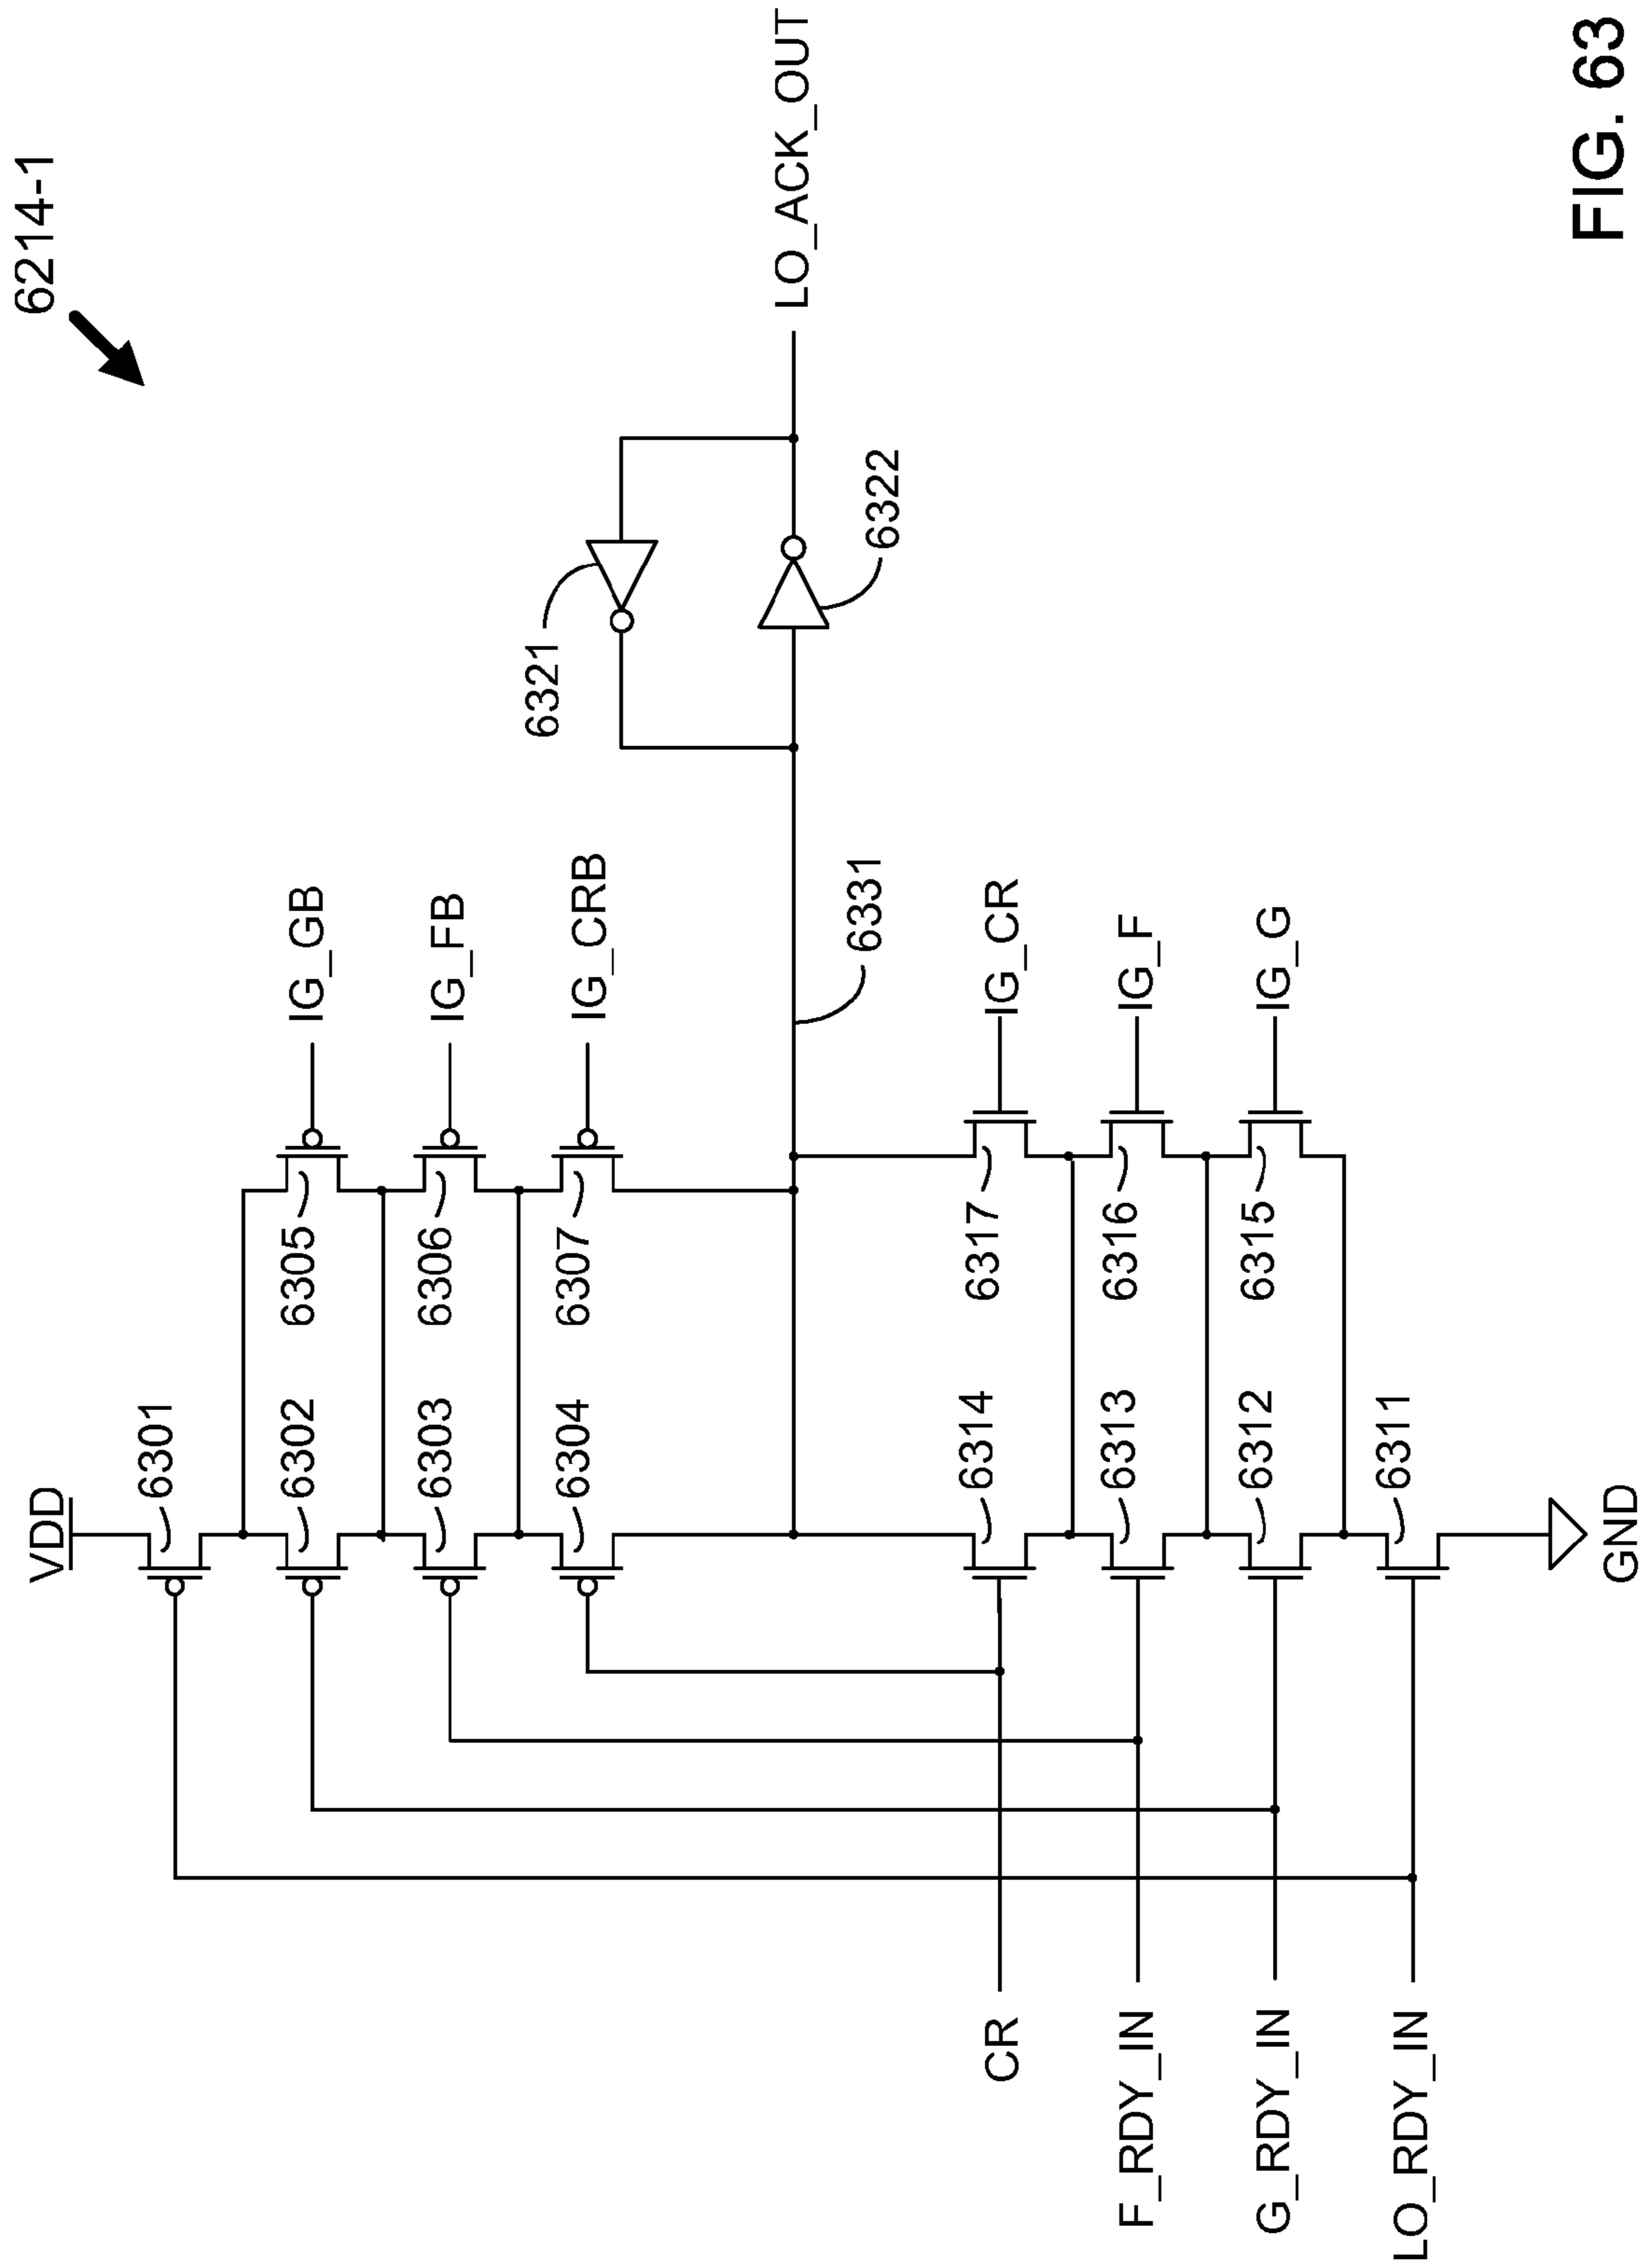 6214-1
VDD
6301
6302
6303
6304
6305
6306
6307
IG_GB
IG_FB
IG_CRB
6321
6322
LO_ACK_OUT
6331
6314
6313
6312
6311
6317
6316
6315
IG_CR
IG_F
IG_G
CR
F_RDY_IN
G_RDY_IN
LO_RDY_IN
GND
FIG. 63